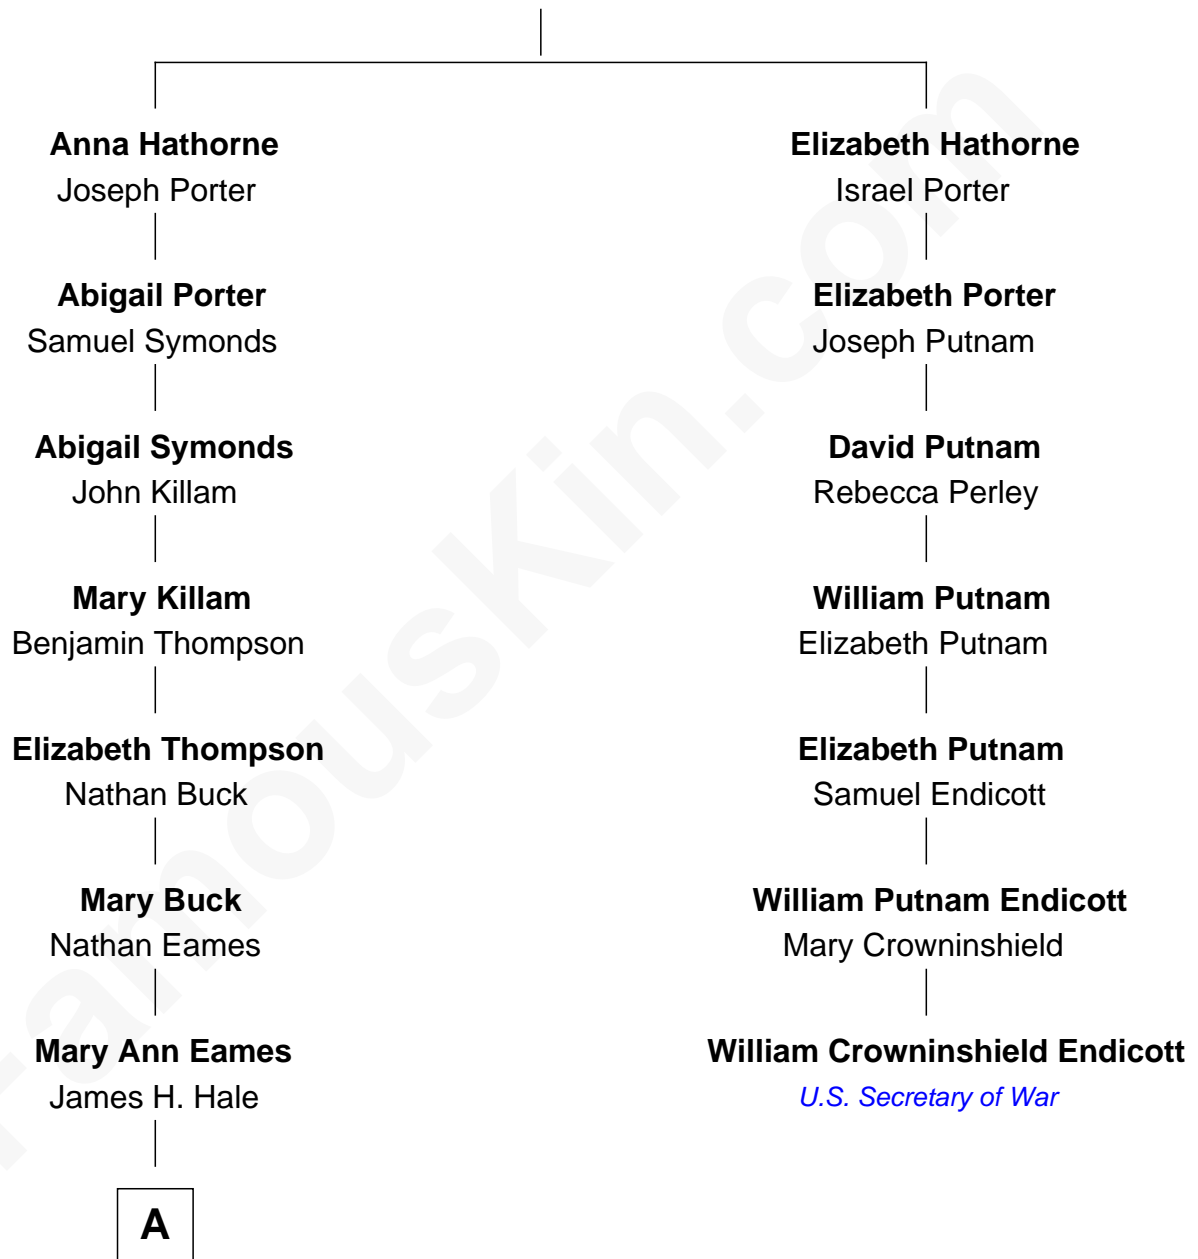 Anna Hathorne
Joseph Porter
Abigail Porter
Samuel Symonds
Abigail Symonds
John Killam
Mary Killam
Benjamin Thompson
Elizabeth Thompson
Nathan Buck
Mary Buck
Nathan Eames
Mary Ann Eames
James H. Hale
A
Elizabeth Hathorne
Israel Porter
Elizabeth Porter
Joseph Putnam
David Putnam
Rebecca Perley
William Putnam
Elizabeth Putnam
Elizabeth Putnam
Samuel Endicott
William Putnam Endicott
Mary Crowninshield
William Crowninshield Endicott
U.S. Secretary of War
FamousKin.com